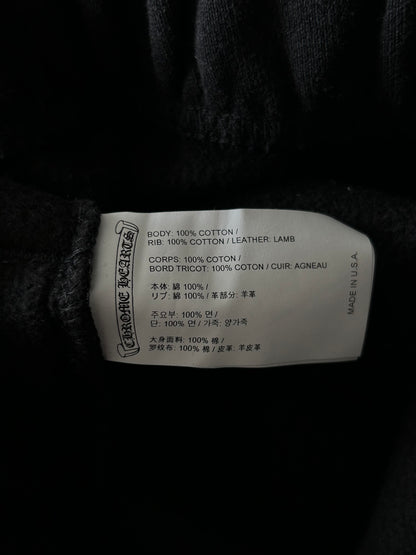 CHROME HEARTS
BODY: 100% COTTON /
RIB: 100% COTTON / LEATHER: LAMB
CORPS: 100% COTON /
BORD TRICOT: 100% COTON / CUIR: AGNEAU
本体: 綿 100% /
リブ: 綿 100% / 革部分: 羊革
주요부: 100% 면 /
단: 100% 면 / 가죽: 양가죽
大身面料: 100% 棉 /
罗纹布: 100% 棉 / 皮革: 羊皮革
MADE IN U.S.A.